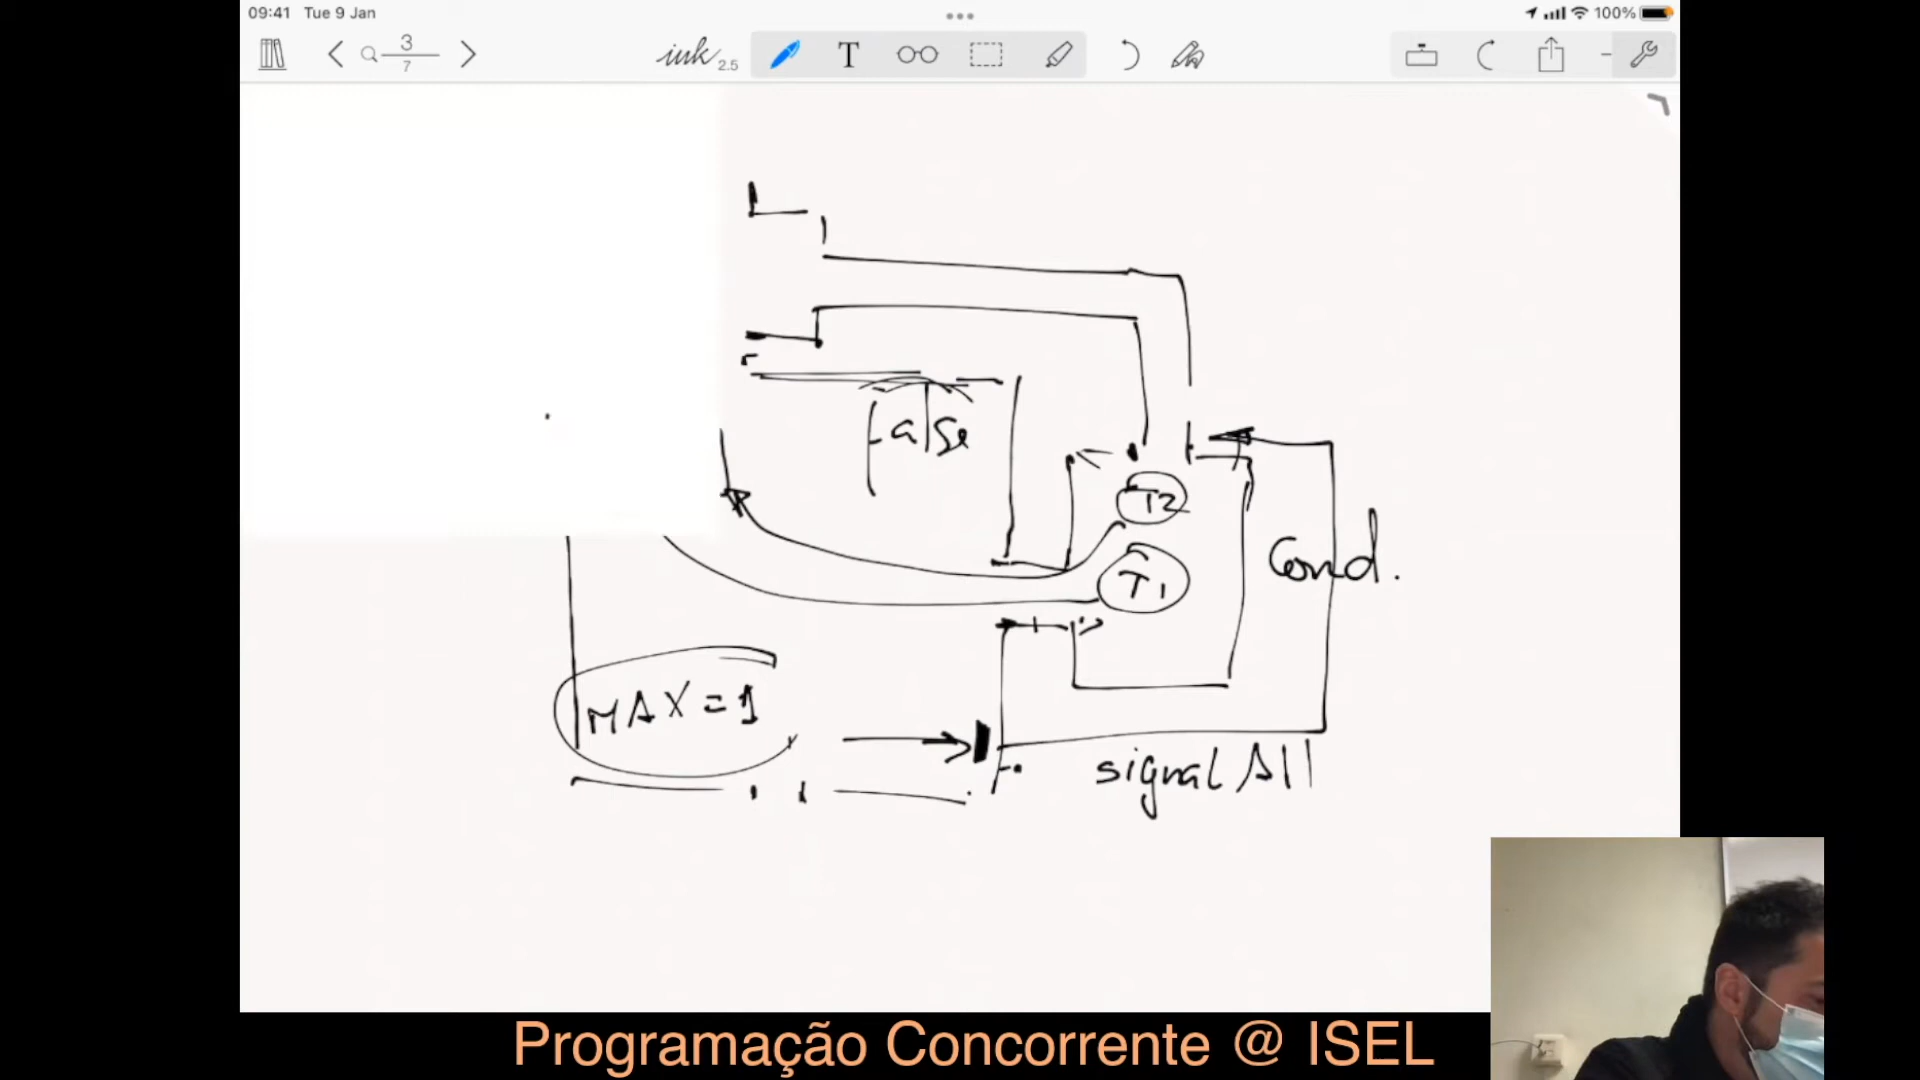 09:41 Tue 9 Jan
100%
3
7
ink 2.5
T
false
T2
T1
Cond.
MAX = 1
signal All
Programação Concorrente @ ISEL